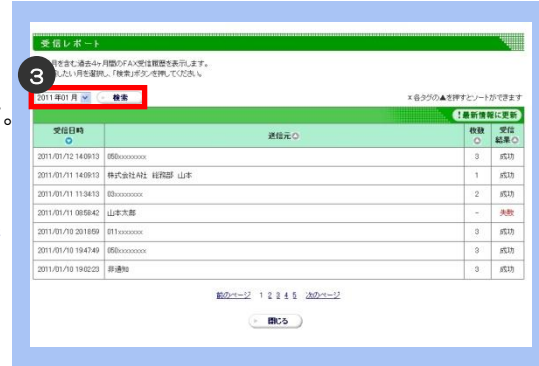 受信レポート
月を含む過去4ヶ月間のFAX受信履歴を表示します。
したい月を選択し、「検索」ボタンを押してください。
3
2011年01月 検索
※各タグの▲を押すとソートができます
!最新情報に更新
受信日時 送信元 枚数 受信結果
2011/01/12 14:09:13 050xxxxxxxx 3 成功
2011/01/11 14:09:13 株式会社A社 総務部 山本 1 成功
2011/01/11 11:34:13 03xxxxxxxx 2 成功
2011/01/11 08:58:42 山本太郎 - 失敗
2011/01/10 20:18:59 011xxxxxxx 3 成功
2011/01/10 19:47:49 050xxxxxxxx 3 成功
2011/01/10 19:02:23 非通知 3 成功
前のページ 1 2 3 4 5 次のページ
閉じる
。